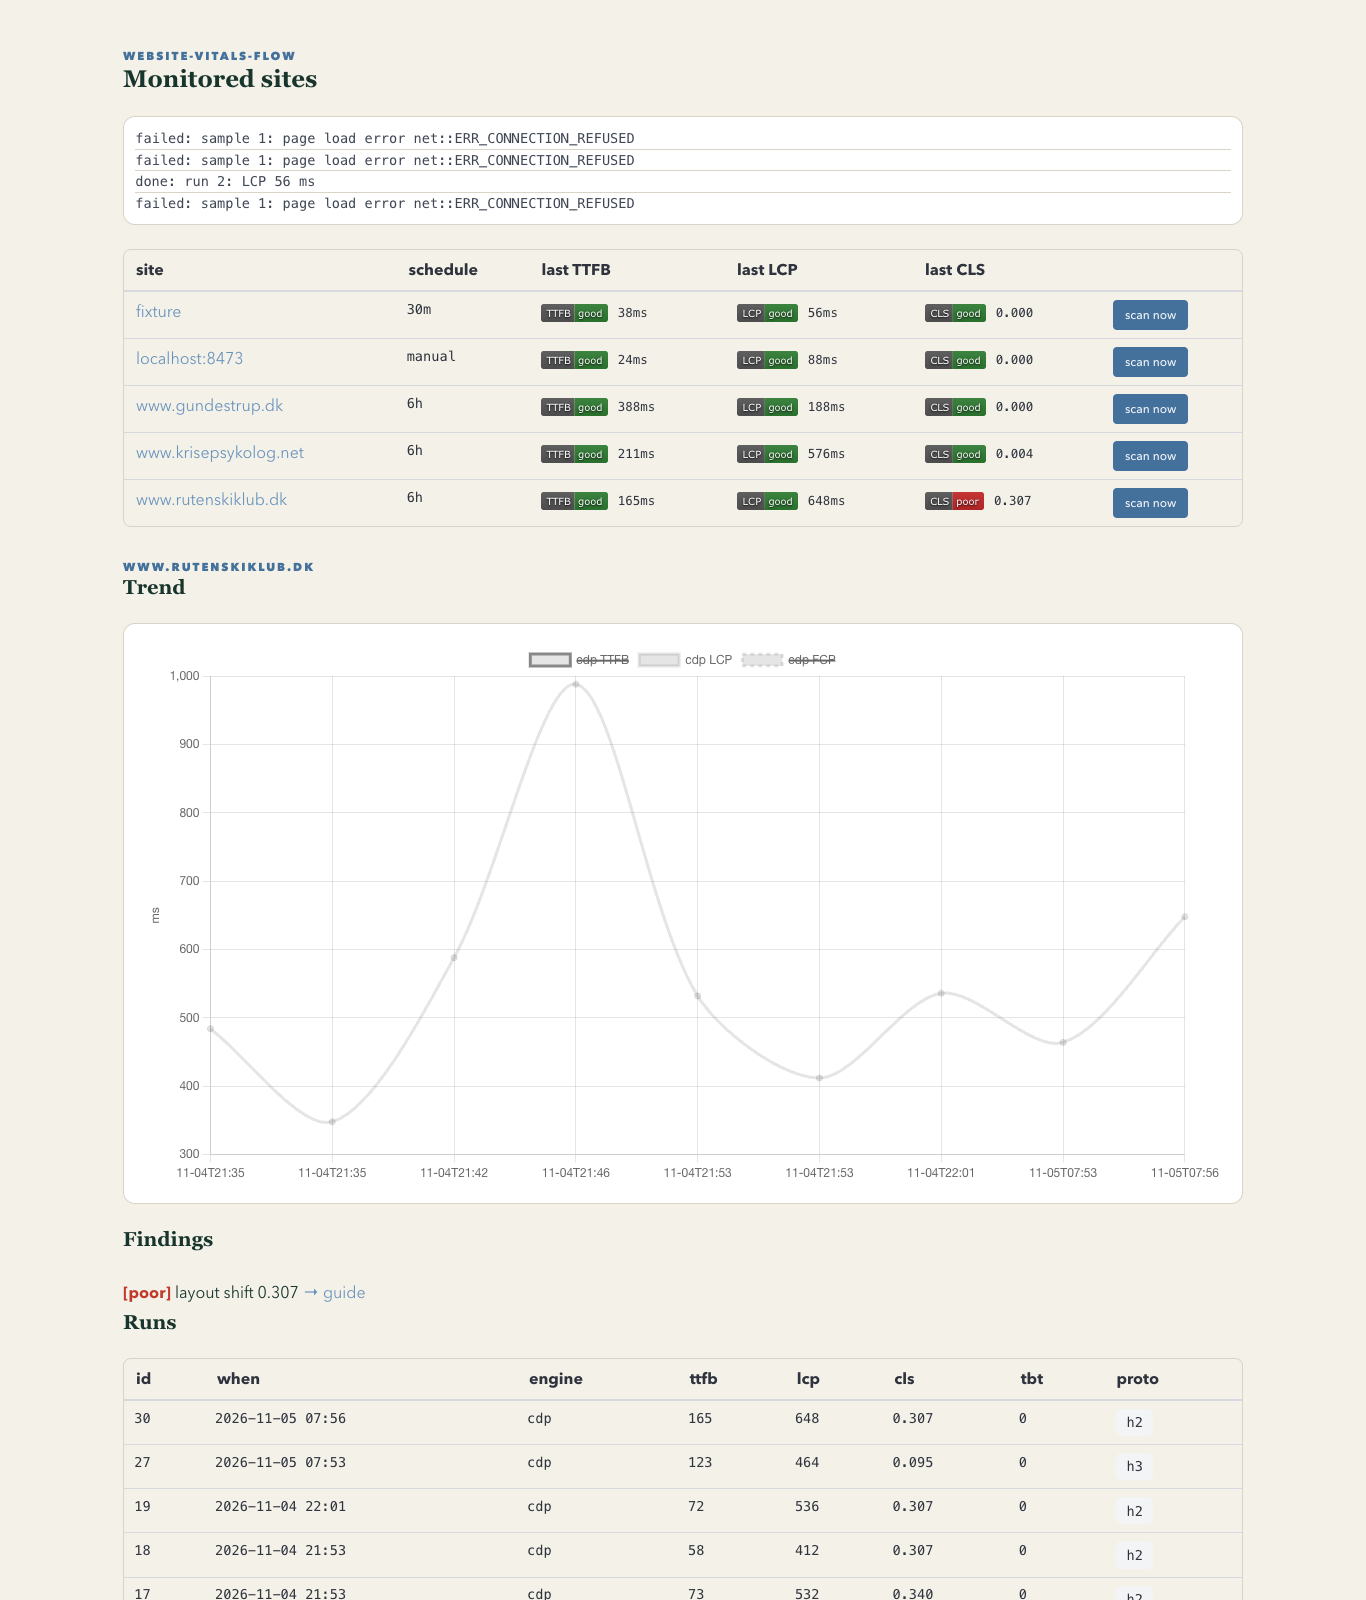 WEBSITE-VITALS-FLOW
Monitored sites
failed: sample 1: page load error net::ERR_CONNECTION_REFUSED
failed: sample 1: page load error net::ERR_CONNECTION_REFUSED
done: run 2: LCP 56 ms
failed: sample 1: page load error net::ERR_CONNECTION_REFUSED
site schedule last TTFB last LCP last CLS
fixture 30m TTFB good 38ms LCP good 56ms CLS good 0.000 scan now
localhost:8473 manual TTFB good 24ms LCP good 88ms CLS good 0.000 scan now
www.gundestrup.dk 6h TTFB good 388ms LCP good 188ms CLS good 0.000 scan now
www.krisepsykolog.net 6h TTFB good 211ms LCP good 576ms CLS good 0.004 scan now
www.rutenskiklub.dk 6h TTFB good 165ms LCP good 648ms CLS poor 0.307 scan now
WWW.RUTENSKIKLUB.DK
Trend
cdp TTFB cdp LCP cdp FCP
1,000
900
800
700
ms
600
500
400
300
11-04T21:35 11-04T21:35 11-04T21:42 11-04T21:46 11-04T21:53 11-04T21:53 11-04T22:01 11-05T07:53 11-05T07:56
Findings
[poor] layout shift 0.307 → guide
Runs
id when engine ttfb lcp cls tbt proto
30 2026-11-05 07:56 cdp 165 648 0.307 0 h2
27 2026-11-05 07:53 cdp 123 464 0.095 0 h3
19 2026-11-04 22:01 cdp 72 536 0.307 0 h2
18 2026-11-04 21:53 cdp 58 412 0.307 0 h2
17 2026-11-04 21:53 cdp 73 532 0.340 0 h2